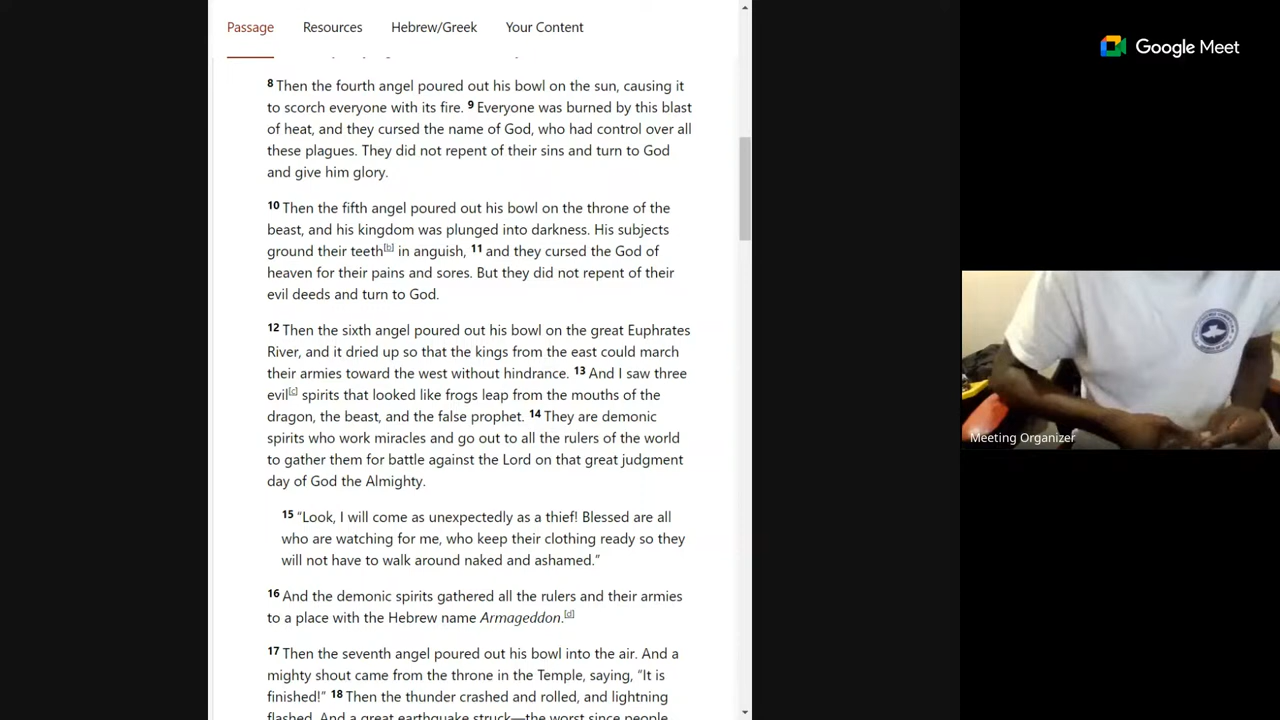 Passage Resources Hebrew/Greek Your Content
8 Then the fourth angel poured out his bowl on the sun, causing it
to scorch everyone with its fire. 9 Everyone was burned by this blast
of heat, and they cursed the name of God, who had control over all
these plagues. They did not repent of their sins and turn to God
and give him glory.
10 Then the fifth angel poured out his bowl on the throne of the
beast, and his kingdom was plunged into darkness. His subjects
ground their teeth[b] in anguish, 11 and they cursed the God of
heaven for their pains and sores. But they did not repent of their
evil deeds and turn to God.
12 Then the sixth angel poured out his bowl on the great Euphrates
River, and it dried up so that the kings from the east could march
their armies toward the west without hindrance. 13 And I saw three
evil[c] spirits that looked like frogs leap from the mouths of the
dragon, the beast, and the false prophet. 14 They are demonic
spirits who work miracles and go out to all the rulers of the world
to gather them for battle against the Lord on that great judgment
day of God the Almighty.
15 “Look, I will come as unexpectedly as a thief! Blessed are all
who are watching for me, who keep their clothing ready so they
will not have to walk around naked and ashamed.”
16 And the demonic spirits gathered all the rulers and their armies
to a place with the Hebrew name Armageddon.[d]
17 Then the seventh angel poured out his bowl into the air. And a
mighty shout came from the throne in the Temple, saying, “It is
finished!” 18 Then the thunder crashed and rolled, and lightning
flashed. And a great earthquake struck—the worst since people
Google Meet
Meeting Organizer